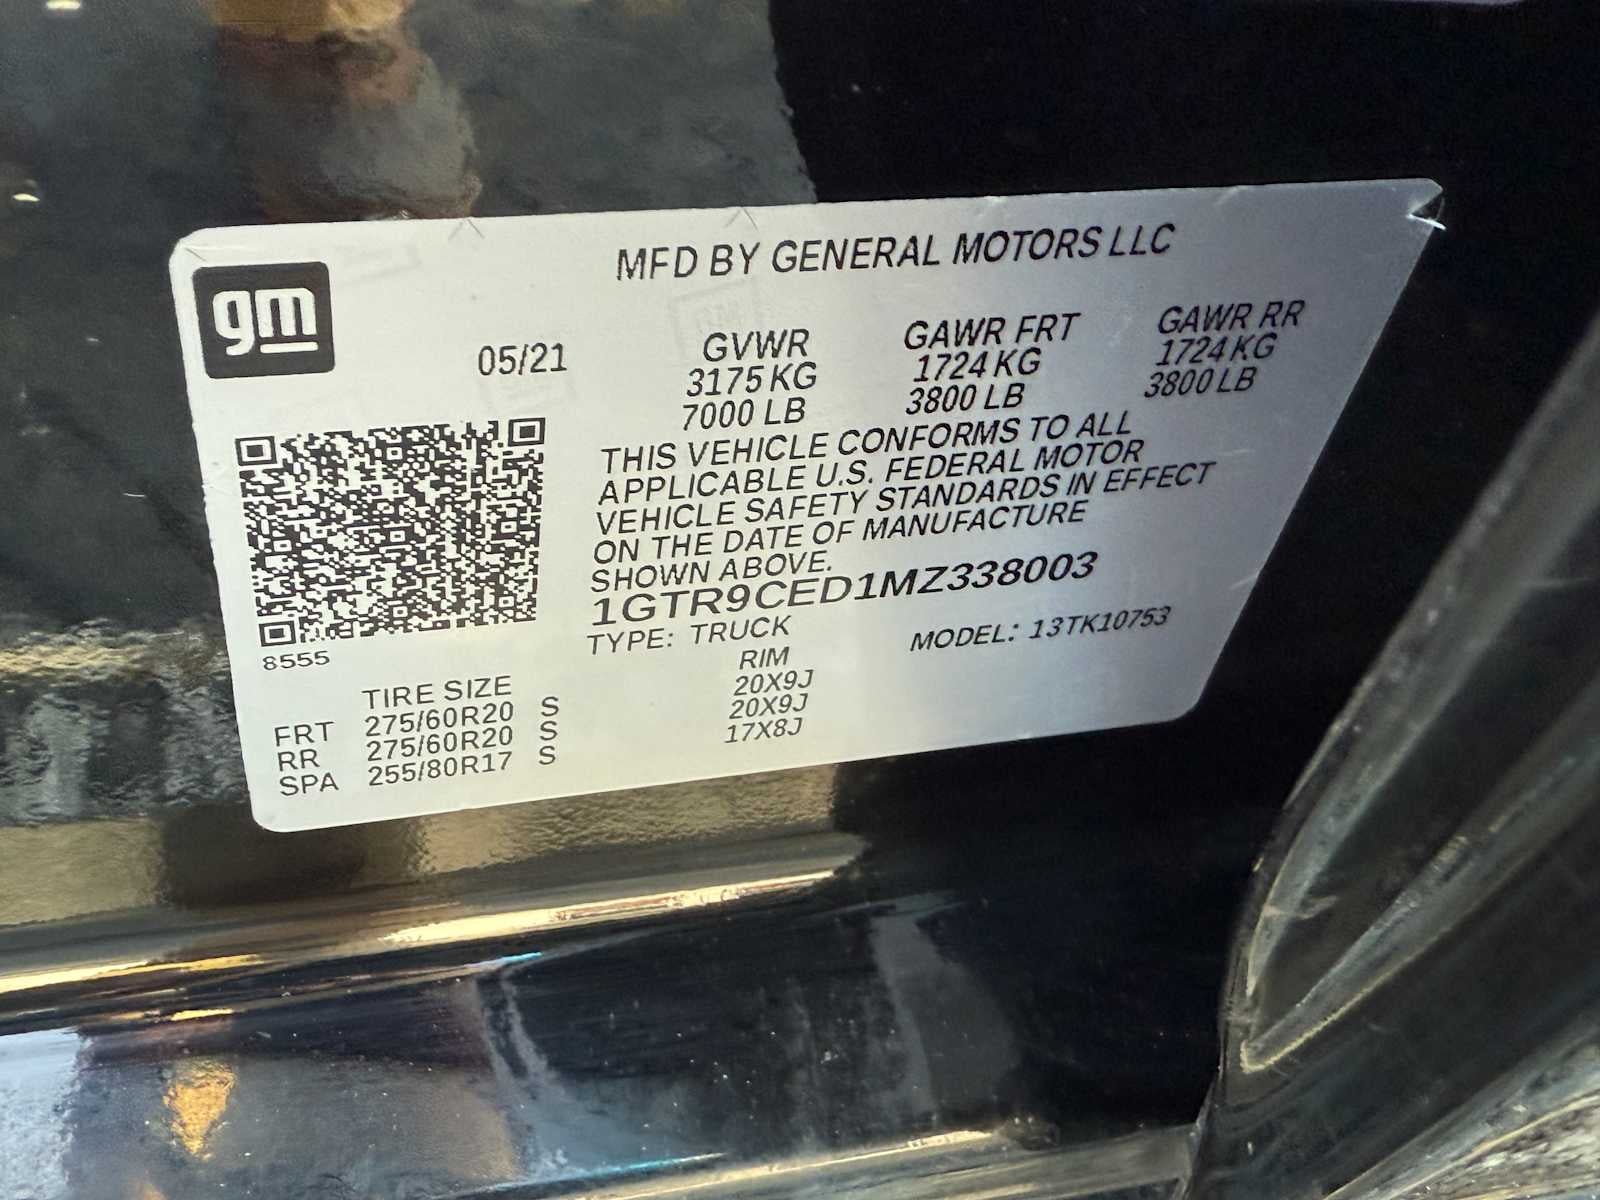 gm
MFD BY GENERAL MOTORS LLC
05/21
GVWR GAWR FRT GAWR RR
3175 KG 1724 KG 1724 KG
7000 LB 3800 LB 3800 LB
THIS VEHICLE CONFORMS TO ALL
APPLICABLE U.S. FEDERAL MOTOR
VEHICLE SAFETY STANDARDS IN EFFECT
ON THE DATE OF MANUFACTURE
SHOWN ABOVE.
1GTR9CED1MZ338003
TYPE: TRUCK MODEL: 13TK10753
8555
TIRE SIZE RIM
FRT 275/60R20 S 20X9J
RR 275/60R20 S 20X9J
SPA 255/80R17 S 17X8J